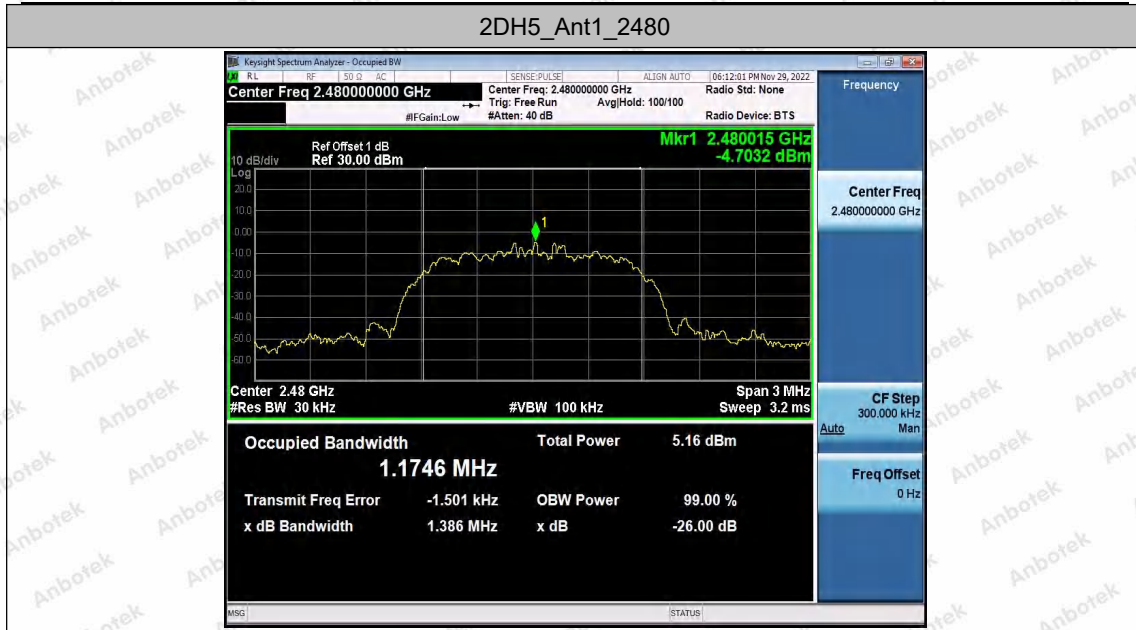 2DH5_Ant1_2480
Keysight Spectrum Analyzer - Occupied BW
RL RF 50 Ω AC SENSE:PULSE ALIGN AUTO 06:12:01 PM Nov 29, 2022
Center Freq 2.480000000 GHz Center Freq: 2.480000000 GHz Radio Std: None Frequency
Trig: Free Run Avg|Hold: 100/100
#IFGain:Low #Atten: 40 dB Radio Device: BTS
Mkr1 2.480015 GHz
-4.7032 dBm
Ref Offset 1 dB
10 dB/div Ref 30.00 dBm
Log
20.0
10.0
0.00
-10.0
-20.0
-30.0
-40.0
-50.0
-60.0
1
Center Freq
2.480000000 GHz
Center 2.48 GHz Span 3 MHz
#Res BW 30 kHz #VBW 100 kHz Sweep 3.2 ms
CF Step
300.000 kHz
Auto Man
Occupied Bandwidth Total Power 5.16 dBm
1.1746 MHz
Transmit Freq Error -1.501 kHz OBW Power 99.00 %
x dB Bandwidth 1.386 MHz x dB -26.00 dB
Freq Offset
0 Hz
MSG STATUS
Anbotek